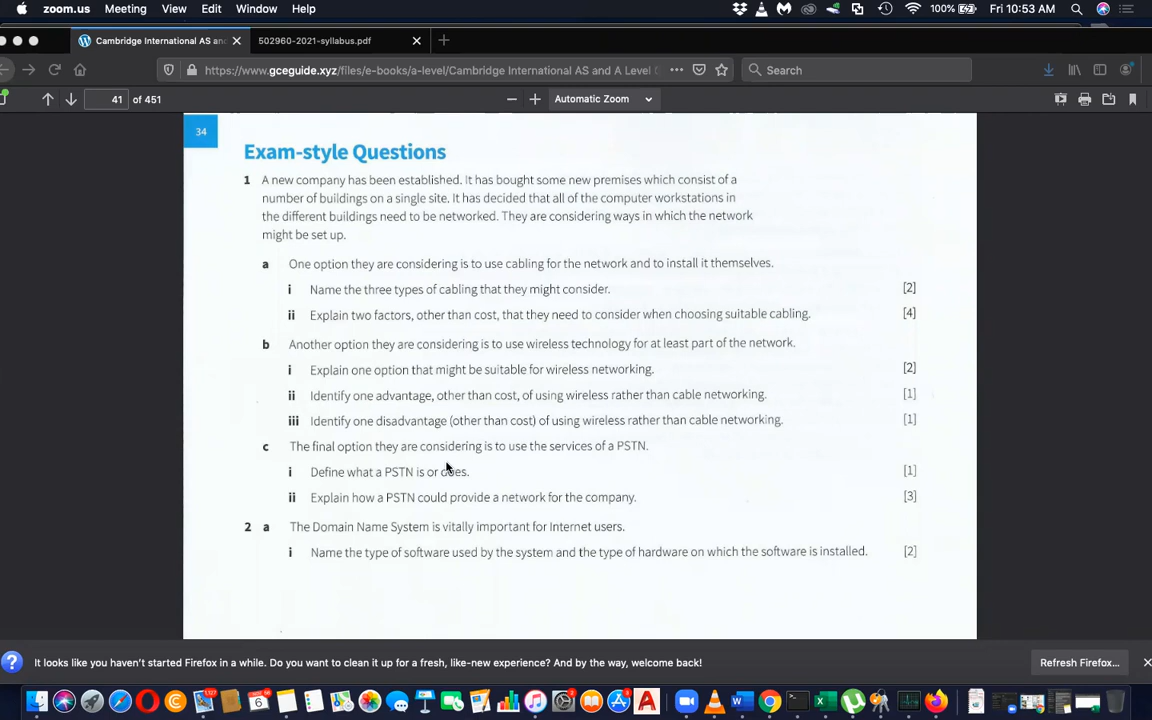 zoom.us Meeting View Edit Window Help 100% Fri 10:53 AM
Cambridge International AS an 502960-2021-syllabus.pdf
https://www.gceguide.xyz/files/e-books/a-level/Cambridge International AS and A Level Search
41 of 451 Automatic Zoom
34
Exam-style Questions
1 A new company has been established. It has bought some new premises which consist of a
number of buildings on a single site. It has decided that all of the computer workstations in
the different buildings need to be networked. They are considering ways in which the network
might be set up.
a One option they are considering is to use cabling for the network and to install it themselves.
i Name the three types of cabling that they might consider. [2]
ii Explain two factors, other than cost, that they need to consider when choosing suitable cabling. [4]
b Another option they are considering is to use wireless technology for at least part of the network.
i Explain one option that might be suitable for wireless networking. [2]
ii Identify one advantage, other than cost, of using wireless rather than cable networking. [1]
iii Identify one disadvantage (other than cost) of using wireless rather than cable networking. [1]
c The final option they are considering is to use the services of a PSTN.
i Define what a PSTN is or does. [1]
ii Explain how a PSTN could provide a network for the company. [3]
2 a The Domain Name System is vitally important for Internet users.
i Name the type of software used by the system and the type of hardware on which the software is installed. [2]
It looks like you haven't started Firefox in a while. Do you want to clean it up for a fresh, like-new experience? And by the way, welcome back! Refresh Firefox...